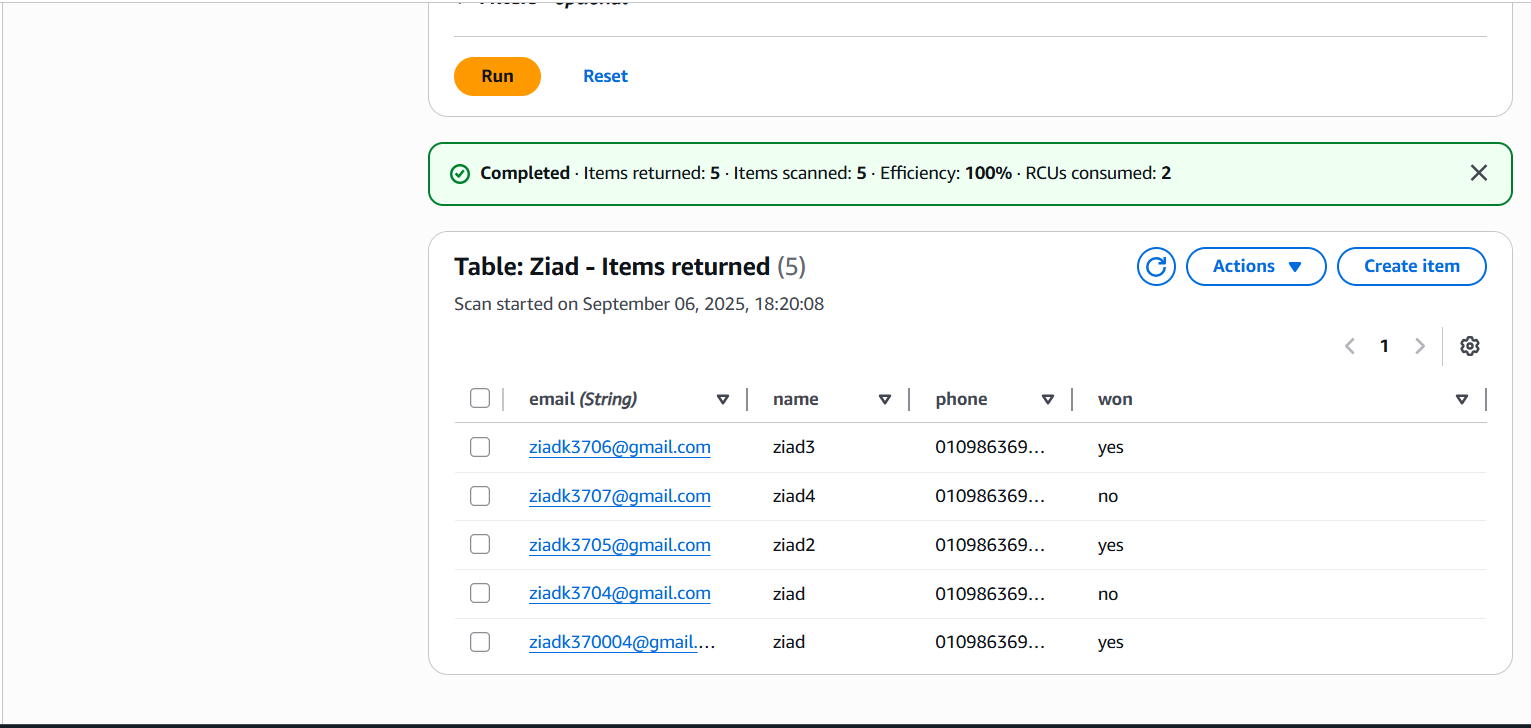 Run Reset
Completed · Items returned: 5 · Items scanned: 5 · Efficiency: 100% · RCUs consumed: 2
Table: Ziad - Items returned (5) Actions Create item
Scan started on September 06, 2025, 18:20:08
1
email (String) name phone won
ziadk3706@gmail.com ziad3 010986369… yes
ziadk3707@gmail.com ziad4 010986369… no
ziadk3705@gmail.com ziad2 010986369… yes
ziadk3704@gmail.com ziad 010986369… no
ziadk370004@gmail.… ziad 010986369… yes